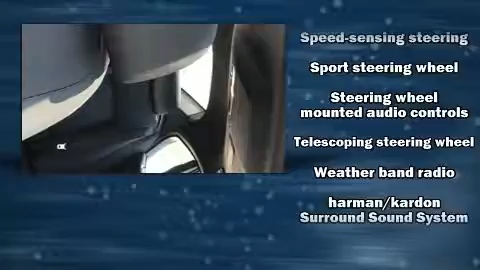 Speed-sensing steering
Sport steering wheel
Steering wheel
mounted audio controls
Telescoping steering wheel
Weather band radio
harman/kardon
Surround Sound System